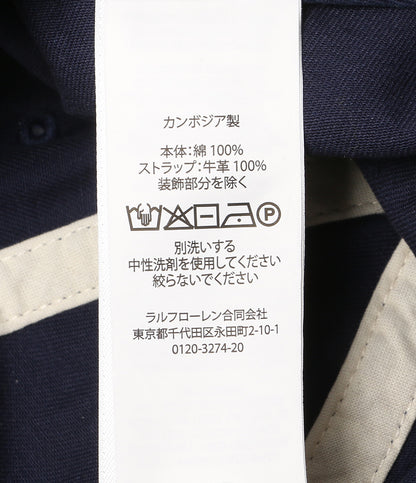 カンボジア製
本体：綿 100%
ストラップ：牛革 100%
装飾部分を除く
P
別洗いする
中性洗剤を使用してください
絞らないでください
ラルフローレン合同会社
東京都千代田区永田町2-10-1
0120-3274-20